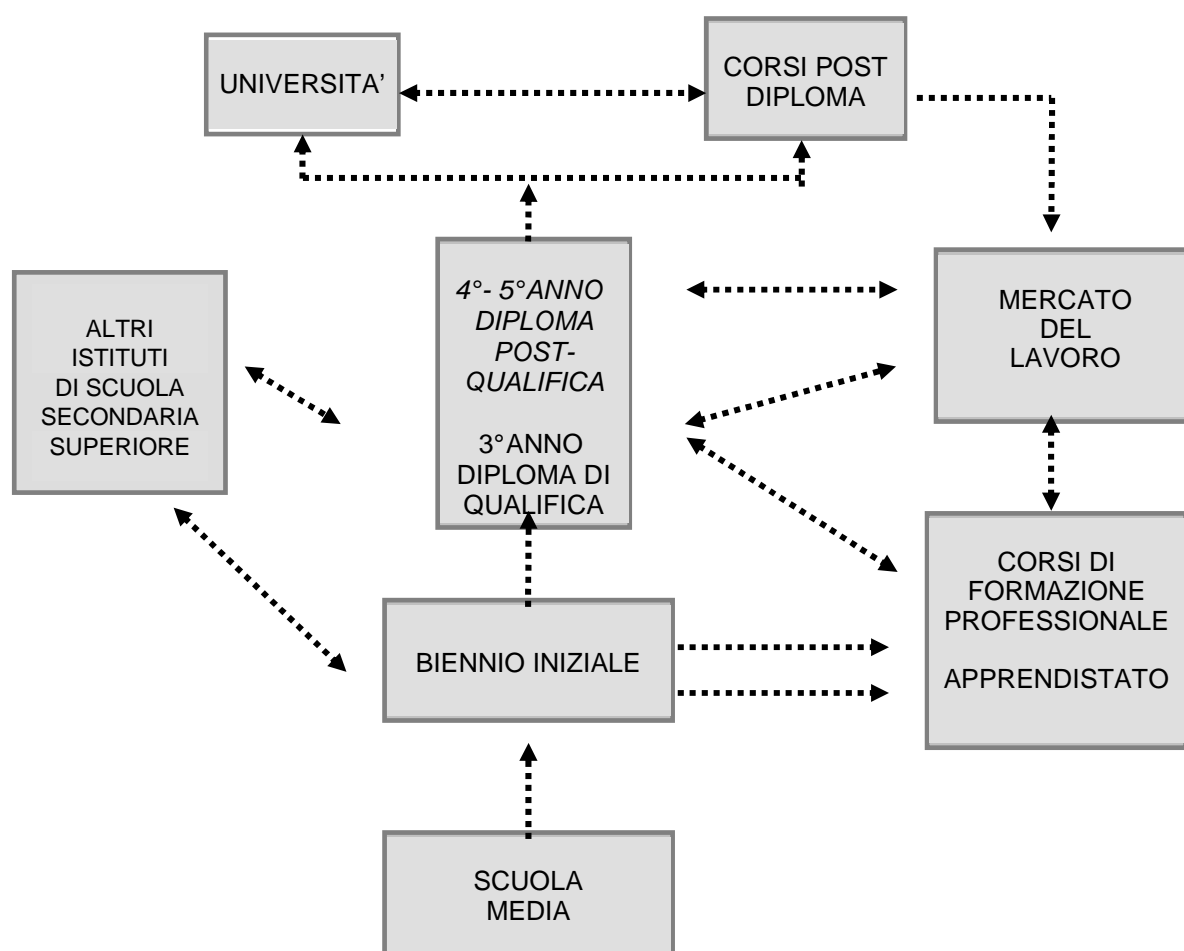 UNIVERSITA’
CORSI POST
DIPLOMA
4°- 5°ANNO
DIPLOMA
POST-
QUALIFICA
3°ANNO
DIPLOMA DI
QUALIFICA
ALTRI
ISTITUTI
DI SCUOLA
SECONDARIA
SUPERIORE
MERCATO
DEL
LAVORO
CORSI DI
FORMAZIONE
PROFESSIONALE
APPRENDISTATO
BIENNIO INIZIALE
SCUOLA
MEDIA